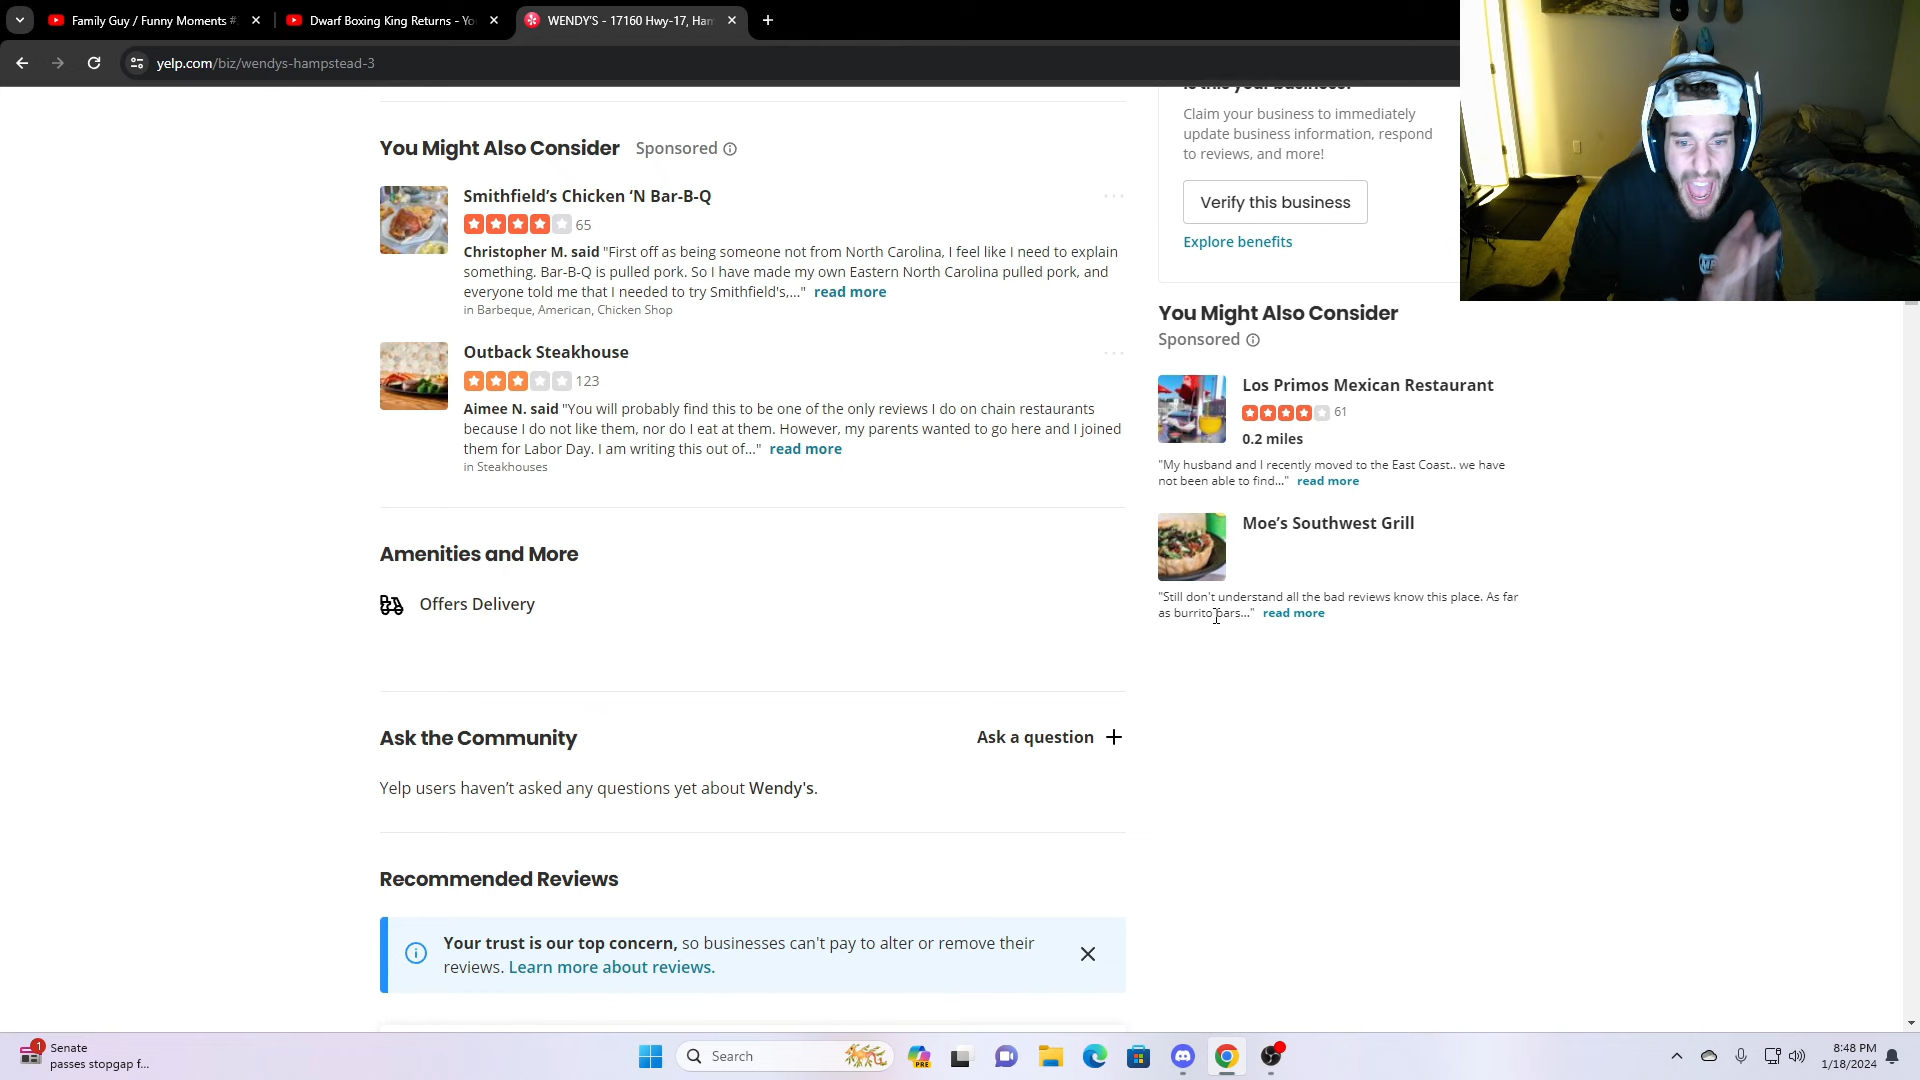 Family Guy / Funny Moments #
Dwarf Boxing King Returns - Yo
WENDY'S - 17160 Hwy-17, Ham
yelp.com/biz/wendys-hampstead-3
You Might Also Consider Sponsored
Smithfield's Chicken 'N Bar-B-Q
65
Christopher M. said "First off as being someone not from North Carolina, I feel like I need to explain
something. Bar-B-Q is pulled pork. So I have made my own Eastern North Carolina pulled pork, and
everyone told me that I needed to try Smithfield's,..." read more
in Barbeque, American, Chicken Shop
Outback Steakhouse
123
Aimee N. said "You will probably find this to be one of the only reviews I do on chain restaurants
because I do not like them, nor do I eat at them. However, my parents wanted to go here and I joined
them for Labor Day. I am writing this out of..." read more
in Steakhouses
Amenities and More
Offers Delivery
Ask the Community
Ask a question
Yelp users haven't asked any questions yet about Wendy's.
Recommended Reviews
Your trust is our top concern, so businesses can't pay to alter or remove their
reviews. Learn more about reviews.
Is this your business?
Claim your business to immediately
update business information, respond
to reviews, and more!
Verify this business
Explore benefits
You Might Also Consider
Sponsored
Los Primos Mexican Restaurant
61
0.2 miles
"My husband and I recently moved to the East Coast.. we have
not been able to find..." read more
Moe's Southwest Grill
"Still don't understand all the bad reviews know this place. As far
as burrito bars..." read more
1
Senate
passes stopgap f...
Search
PRE
8:48 PM
1/18/2024